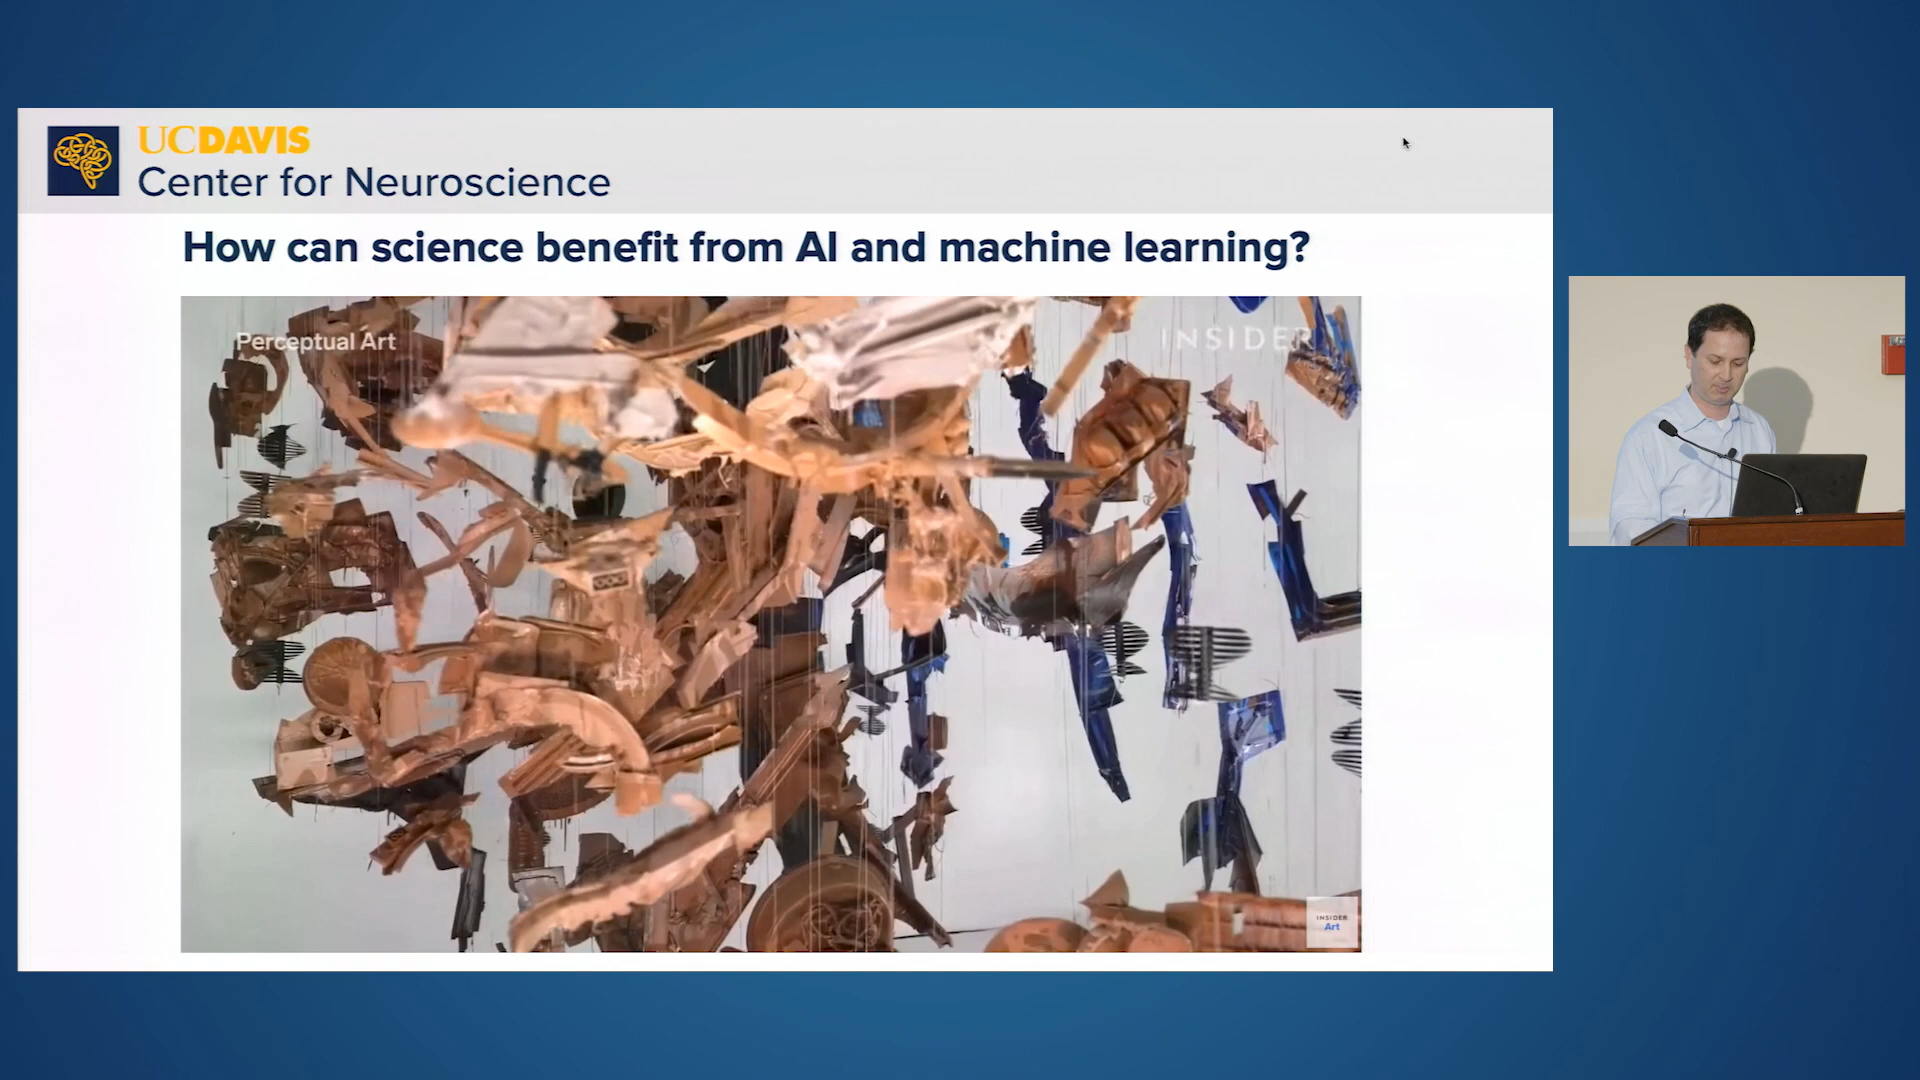 UCDAVIS
Center for Neuroscience
How can science benefit from AI and machine learning?
Perceptual Art
INSIDER
INSIDER
Art